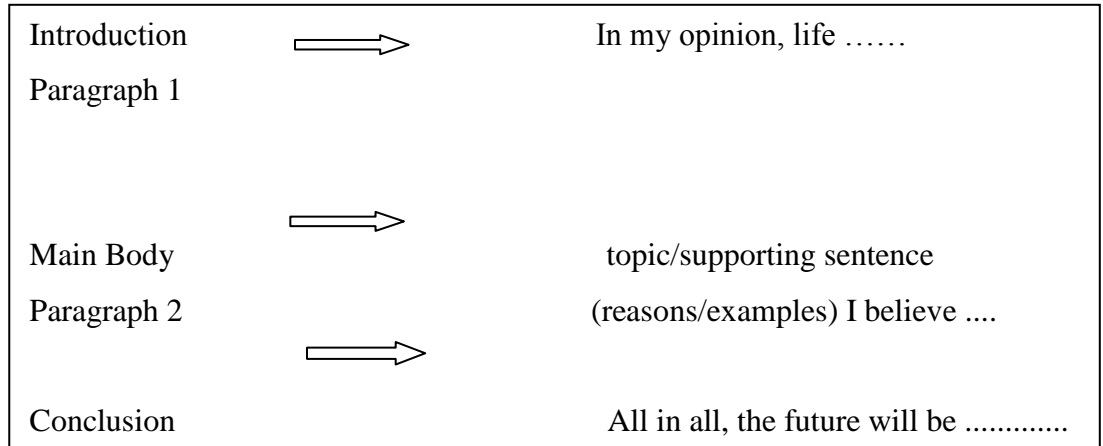 Introduction In my opinion, life ……
Paragraph 1
Main Body topic/supporting sentence
Paragraph 2 (reasons/examples) I believe ....
Conclusion All in all, the future will be .............